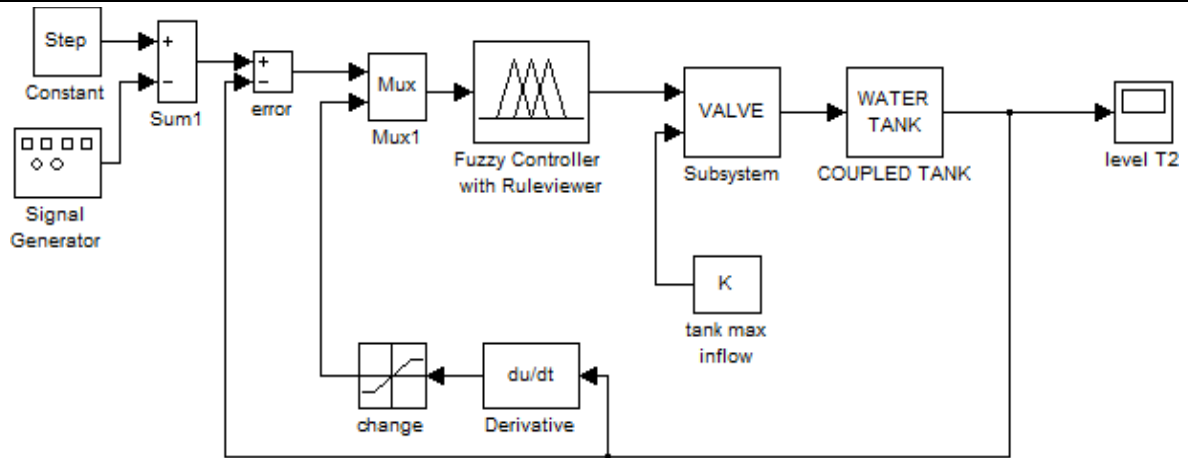 Step
+
−
Constant
Sum1
+
−
error
Mux
Mux1
Fuzzy Controller
with Ruleviewer
VALVE
Subsystem
WATER
TANK
COUPLED TANK
level T2
Signal
Generator
K
tank max
inflow
change
du/dt
Derivative